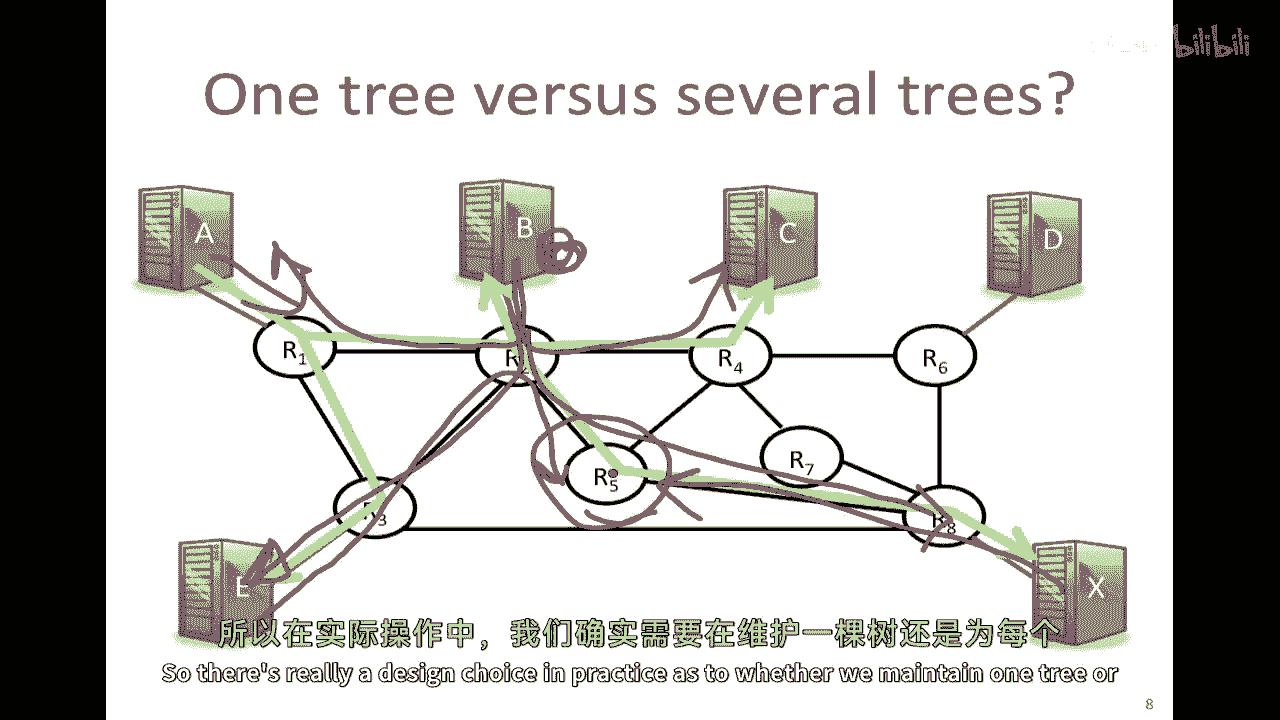 bilibili
One tree versus several trees?
A
B
C
D
R1
R2
R4
R6
R5
R7
R3
R8
E
X
所以在实际操作中，我们确实需要在维护一棵树还是为每个
So there's really a design choice in practice as to whether we maintain one tree or
8